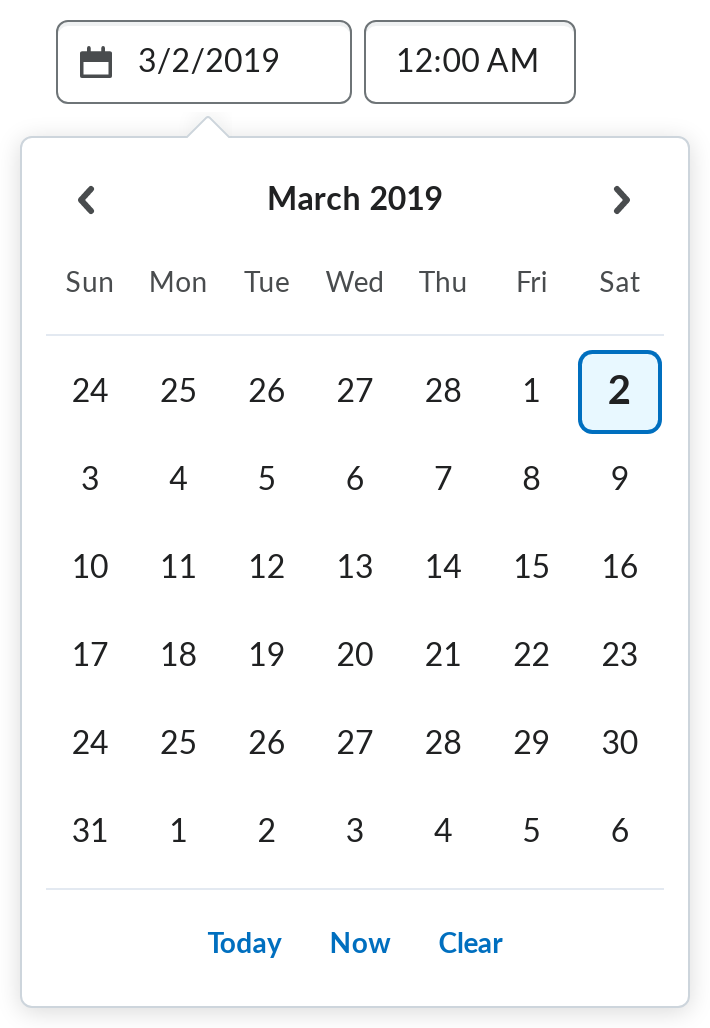 3/2/2019 12:00 AM
March 2019
Sun Mon Tue Wed Thu Fri Sat
24 25 26 27 28 1 2
3 4 5 6 7 8 9
10 11 12 13 14 15 16
17 18 19 20 21 22 23
24 25 26 27 28 29 30
31 1 2 3 4 5 6
Today Now Clear